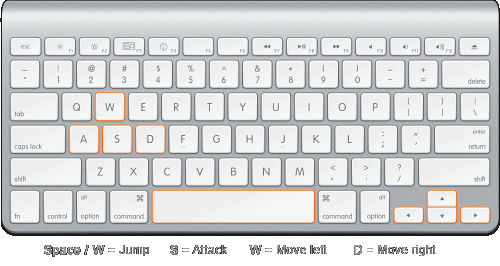 esc F1 F2 F3 F4 F5 F6 F7 F8 F9 F10 F11 F12
~ ! @ # $ % ^ & * ( ) _ +
` 1 2 3 4 5 6 7 8 9 0 - = delete
tab Q W E R T Y U I O P { [ } ] | \
caps lock A S D F G H J K L : ; " ' enter return
shift Z X C V B N M < , > . ? / shift
fn control alt option ⌘ command ⌘ command alt option ◄ ▲ ▼ ►
Space / W = Jump S = Attack W = Move left D = Move right